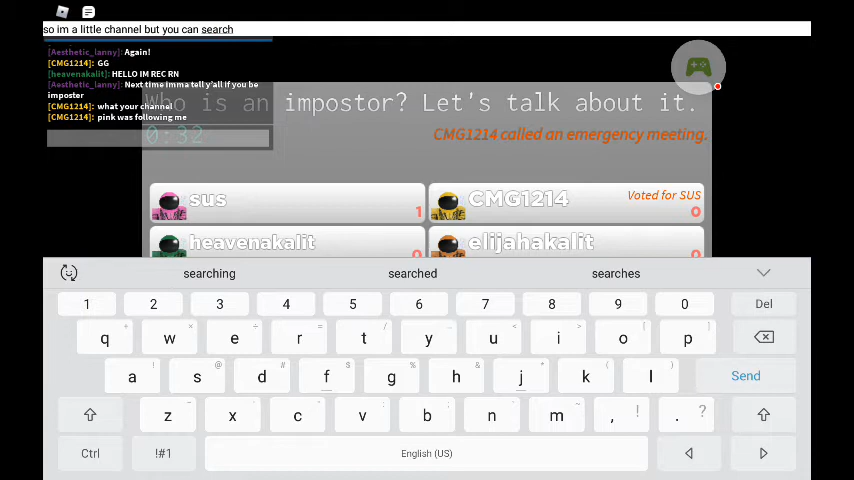 so im a little channel but you can search
[Aesthetic_lanny]: Again!
[CMG1214]: GG
[heavenakalit]: HELLO IM REC RN
[Aesthetic_lanny]: Next time imma tell y'all if you be
imposter
[CMG1214]: what your channel
[CMG1214]: pink was following me
Who is an impostor? Let's talk about it.
0:32
CMG1214 called an emergency meeting.
sus 1
CMG1214 Voted for SUS 0
heavenakalit 0
elijahakalit 0
searching searched searches
1 2 3 4 5 6 7 8 9 0 Del
q w e r t y u i o p
a s d f g h j k l Send
z x c v b n m , ! . ?
Ctrl !#1 English (US)